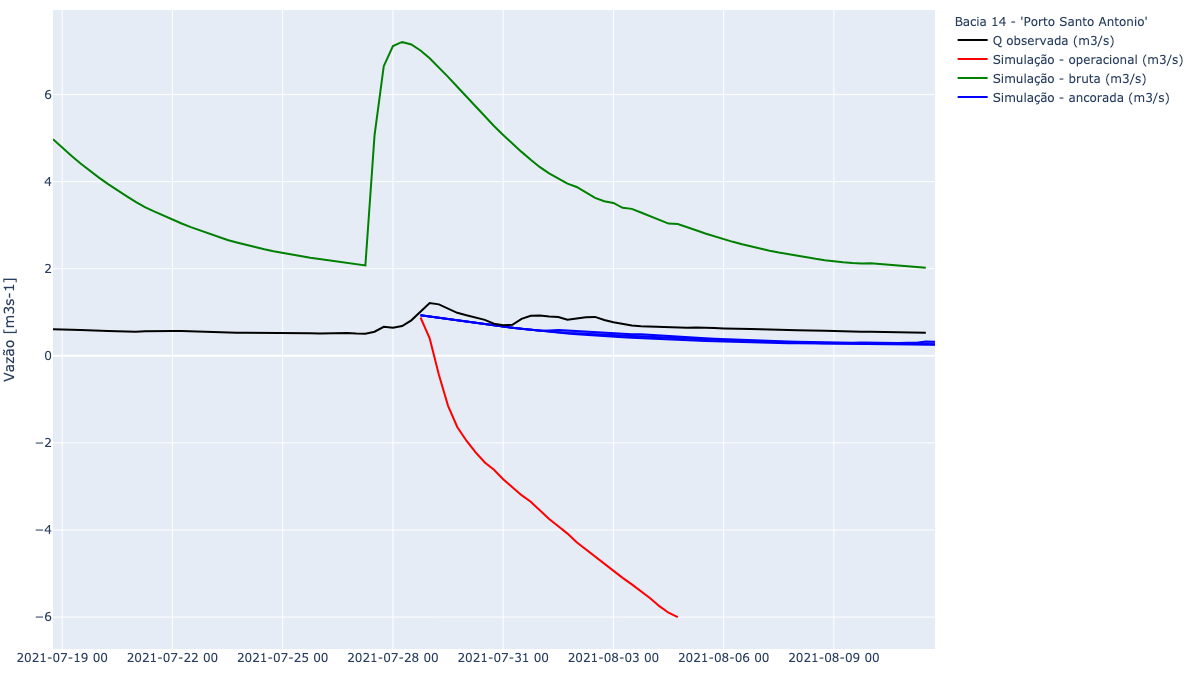 Bacia 14 - 'Porto Santo Antonio'
Q observada (m3/s)
Simulação - operacional (m3/s)
Simulação - bruta (m3/s)
Simulação - ancorada (m3/s)
Vazão [m3s-1]
6
4
2
0
−2
−4
−6
2021-07-19 00 2021-07-22 00 2021-07-25 00 2021-07-28 00 2021-07-31 00 2021-08-03 00 2021-08-06 00 2021-08-09 00